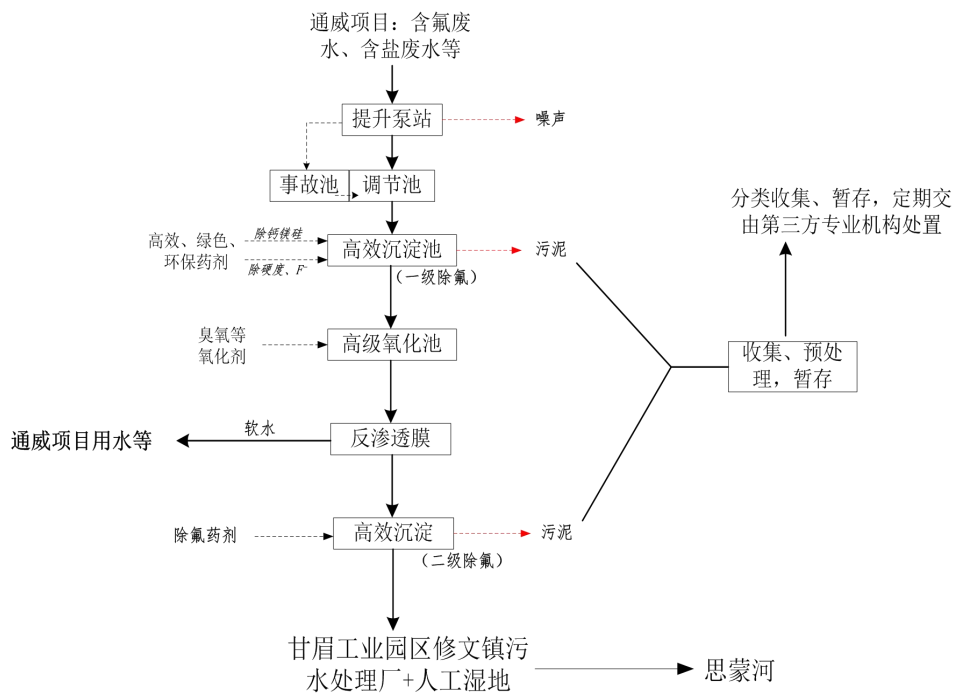 通威项目：含氟废
水、含盐废水等
提升泵站
噪声
事故池
调节池
分类收集、暂存，定期交
由第三方专业机构处置
高效、绿色、
环保药剂
除钙镁硅
除硬度、F⁻
高效沉淀池
(一级除氟)
污泥
臭氧等
氧化剂
高级氧化池
收集、预处
理，暂存
通威项目用水等
软水
反渗透膜
除氟药剂
高效沉淀
(二级除氟)
污泥
甘眉工业园区修文镇污
水处理厂+人工湿地
思蒙河